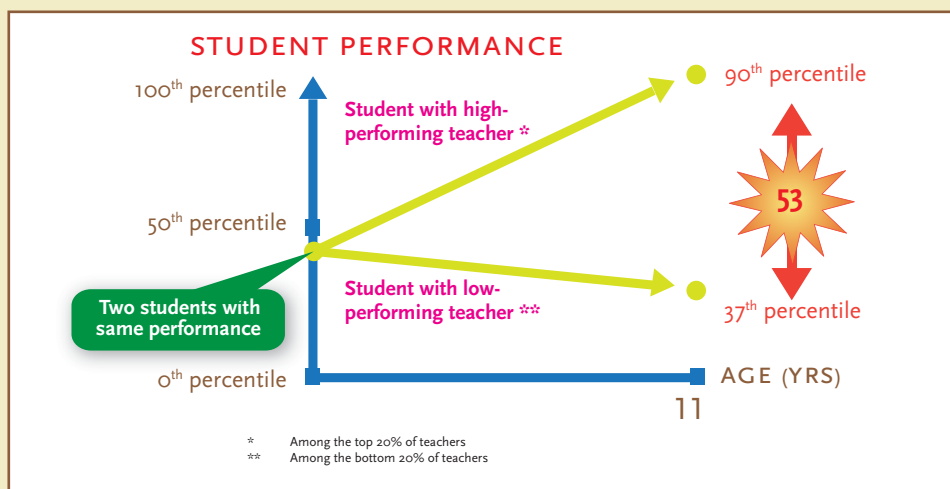 STUDENT PERFORMANCE
100th percentile
Student with high-
performing teacher *
90th percentile
53
50th percentile
Two students with
same performance
Student with low-
performing teacher **
37th percentile
0th percentile
AGE (YRS)
11
* Among the top 20% of teachers
** Among the bottom 20% of teachers